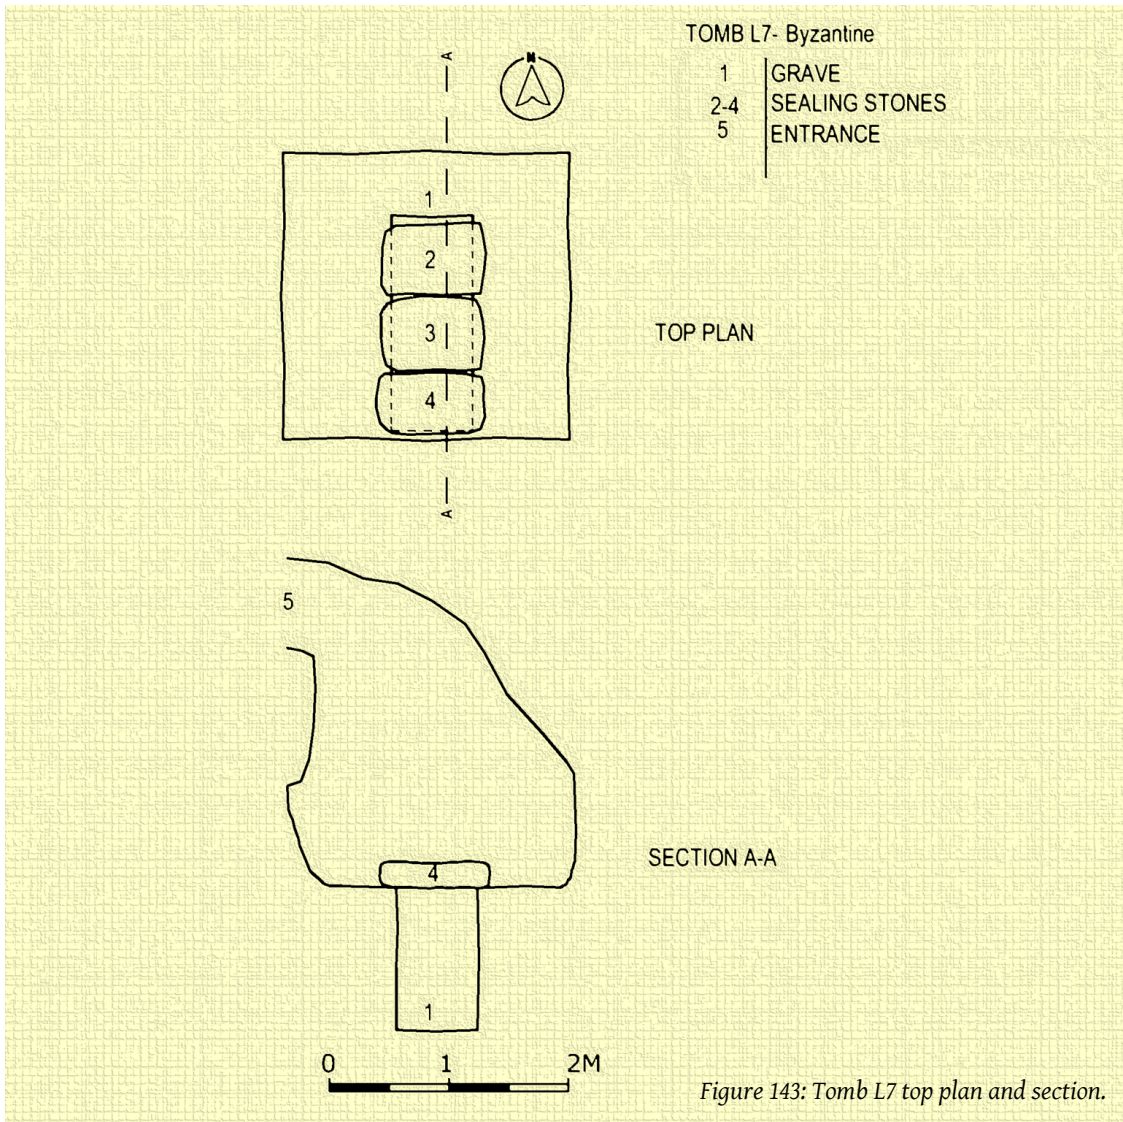 TOMB L7- Byzantine
1 GRAVE
2-4 SEALING STONES
5 ENTRANCE
A
N
1
2
3
4
TOP PLAN
A
5
SECTION A-A
4
1
0 1 2M
Figure 143: Tomb L7 top plan and section.